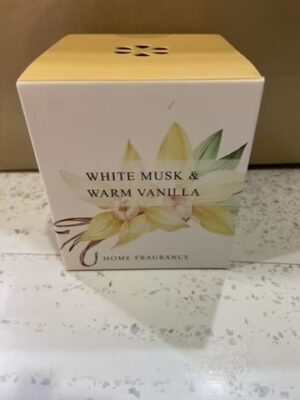 WHITE MUSK &
WARM VANILLA
HOME FRAGRANCE